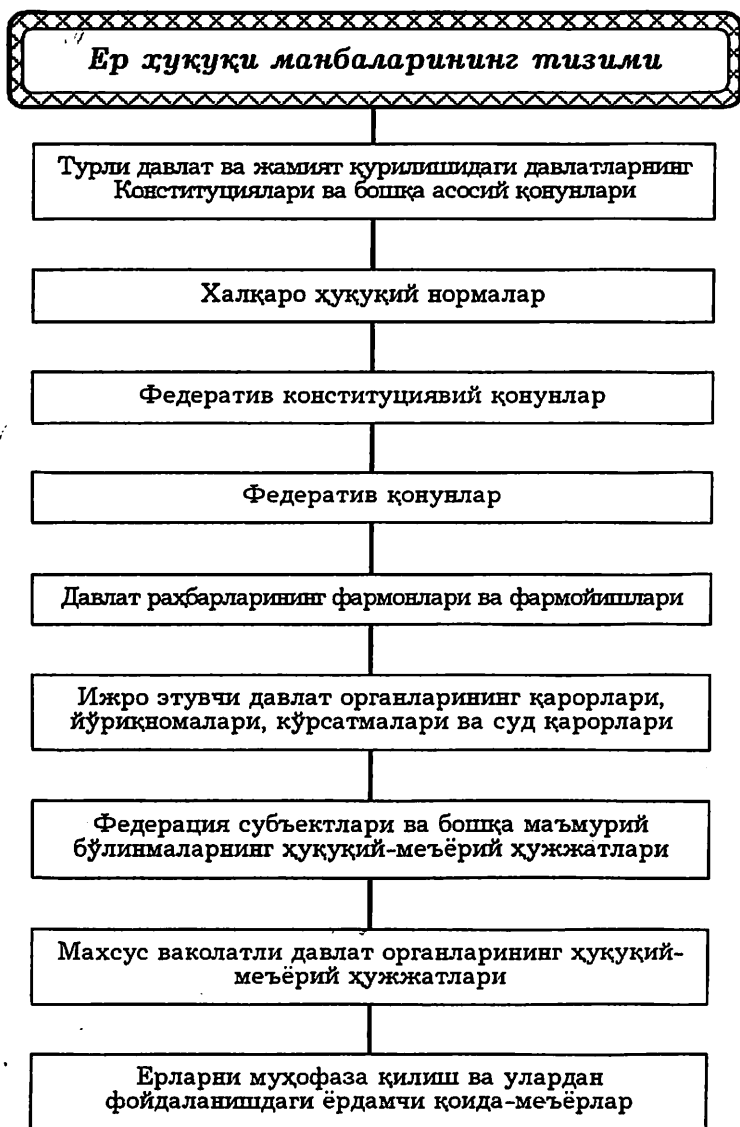 Ер ҳуқуқи манбаларининг тизими
Турли давлат ва жамият қурилишидаги давлатларнинг
Конституциялари ва бошқа асосий қонунлари
Халқаро ҳуқуқий нормалар
Федератив конституциявий қонунлар
Федератив қонунлар
Давлат раҳбарларининг фармонлари ва фармойишлари
Ижро этувчи давлат органларининг қарорлари,
йўриқномалари, кўрсатмалари ва суд қарорлари
Федерация субъектлари ва бошқа маъмурий
бўлинмаларнинг ҳуқуқий-меъёрий ҳужжатлари
Махсус ваколатли давлат органларининг ҳуқуқий-
меъёрий ҳужжатлари
Ерларни муҳофаза қилиш ва улардан
фойдаланишдаги ёрдамчи қоида-меъёрлар